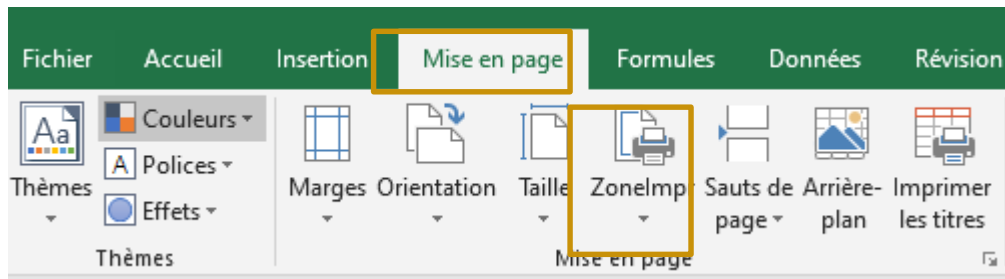 Fichier Accueil Insertion Mise en page Formules Données Révision
Aa Couleurs
A Polices
Thèmes Effets
Marges Orientation Taille ZoneImpr Sauts de page Arrière-plan Imprimer les titres
Thèmes Mise en page